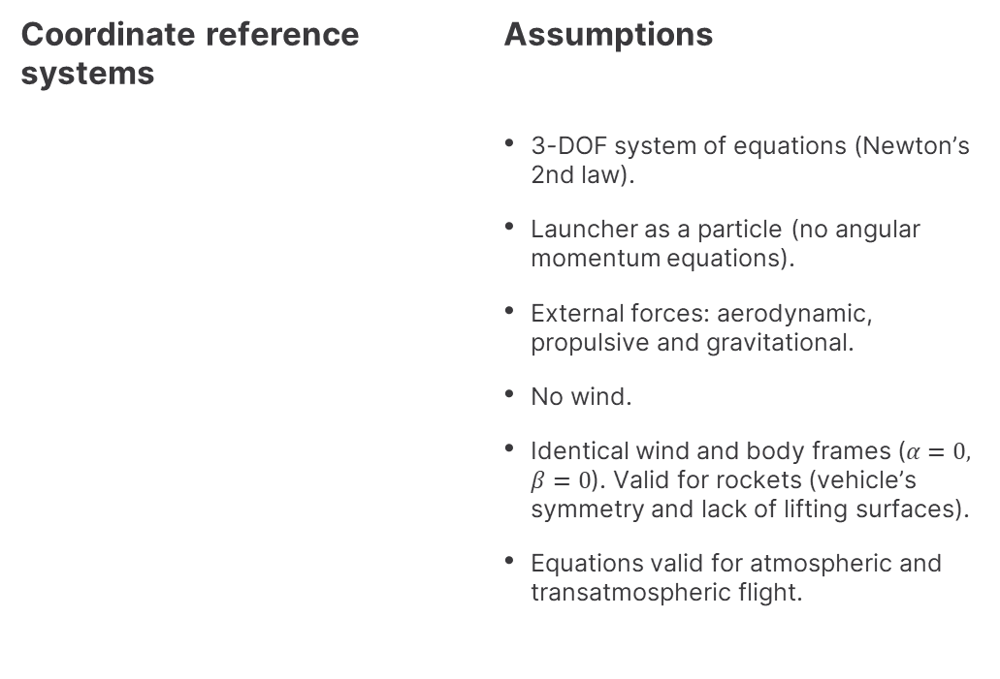 Coordinate reference
systems
Assumptions
• 3-DOF system of equations (Newton’s
2nd law).
• Launcher as a particle (no angular
momentum equations).
• External forces: aerodynamic,
propulsive and gravitational.
• No wind.
• Identical wind and body frames (𝛼 = 0,
𝛽 = 0). Valid for rockets (vehicle’s
symmetry and lack of lifting surfaces).
• Equations valid for atmospheric and
transatmospheric flight.